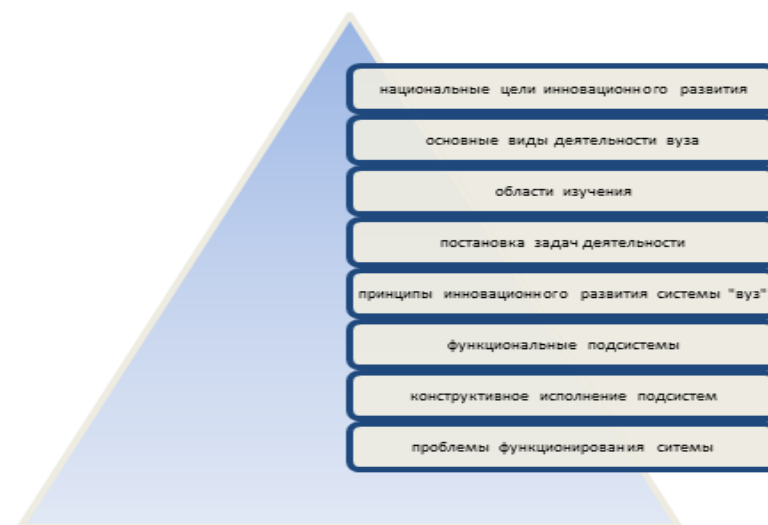 национальные цели инновационного развития
основные виды деятельности вуза
области изучения
постановка задач деятельности
принципы инновационного развития системы "вуз"
функциональные подсистемы
конструктивное исполнение подсистем
проблемы функционирования ситемы